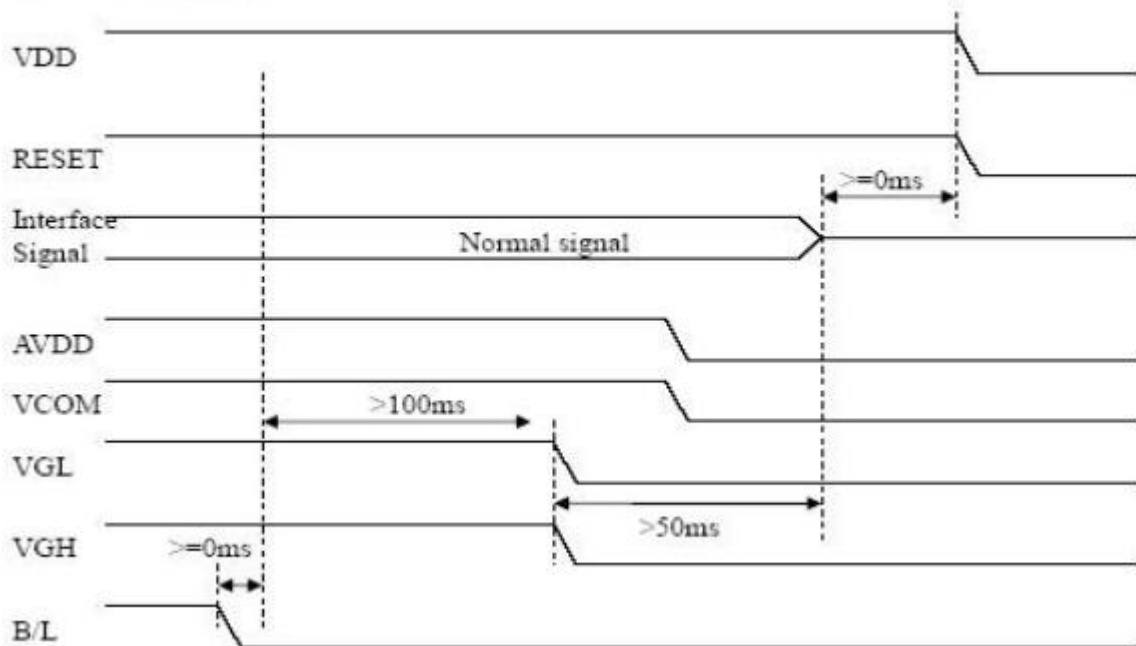 VDD
RESET
>=0ms
Interface
Signal
Normal signal
AVDD
VCOM
>100ms
VGL
>50ms
VGH
>=0ms
B/L